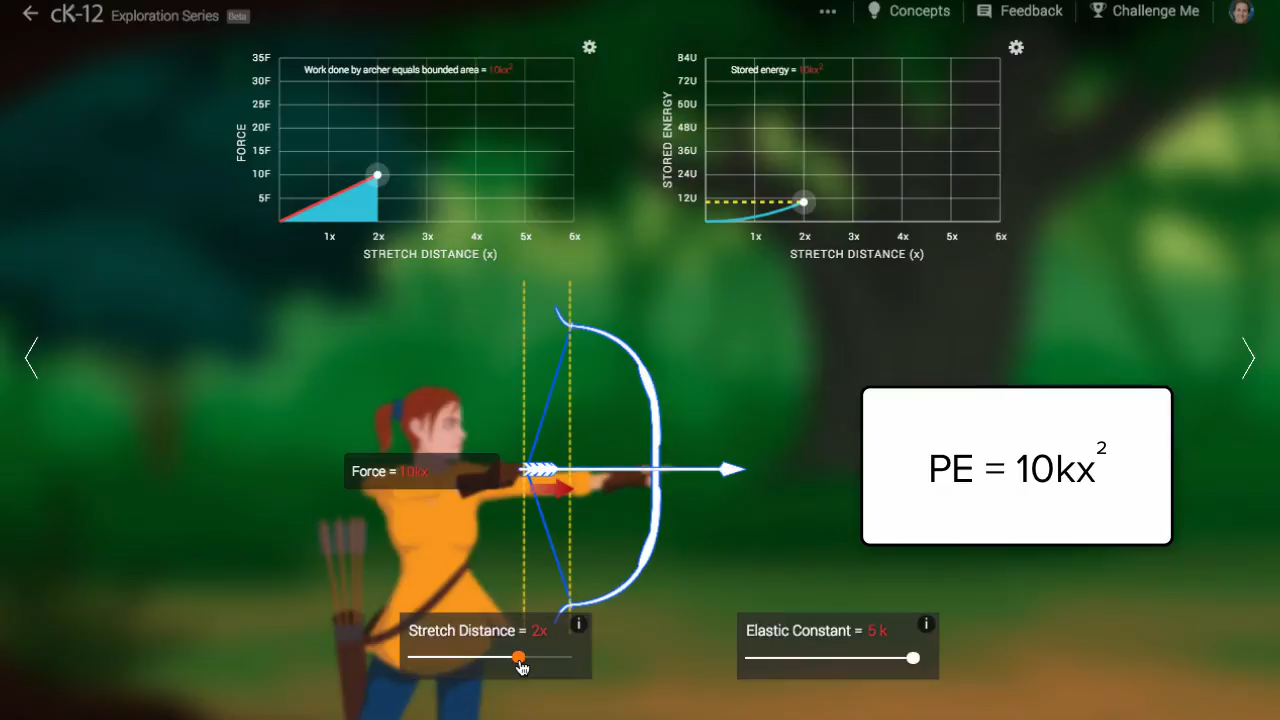 cK-12 Exploration Series Beta
••• Concepts Feedback Challenge Me
Work done by archer equals bounded area = 10kx²
35F
30F
25F
20F
15F
10F
5F
FORCE
1x 2x 3x 4x 5x 6x
STRETCH DISTANCE (x)
Stored energy = 10kx²
84U
72U
60U
48U
36U
24U
12U
STORED ENERGY
1x 2x 3x 4x 5x 6x
STRETCH DISTANCE (x)
Force = 10kx
PE = 10kx²
Stretch Distance = 2x i
Elastic Constant = 5 k i